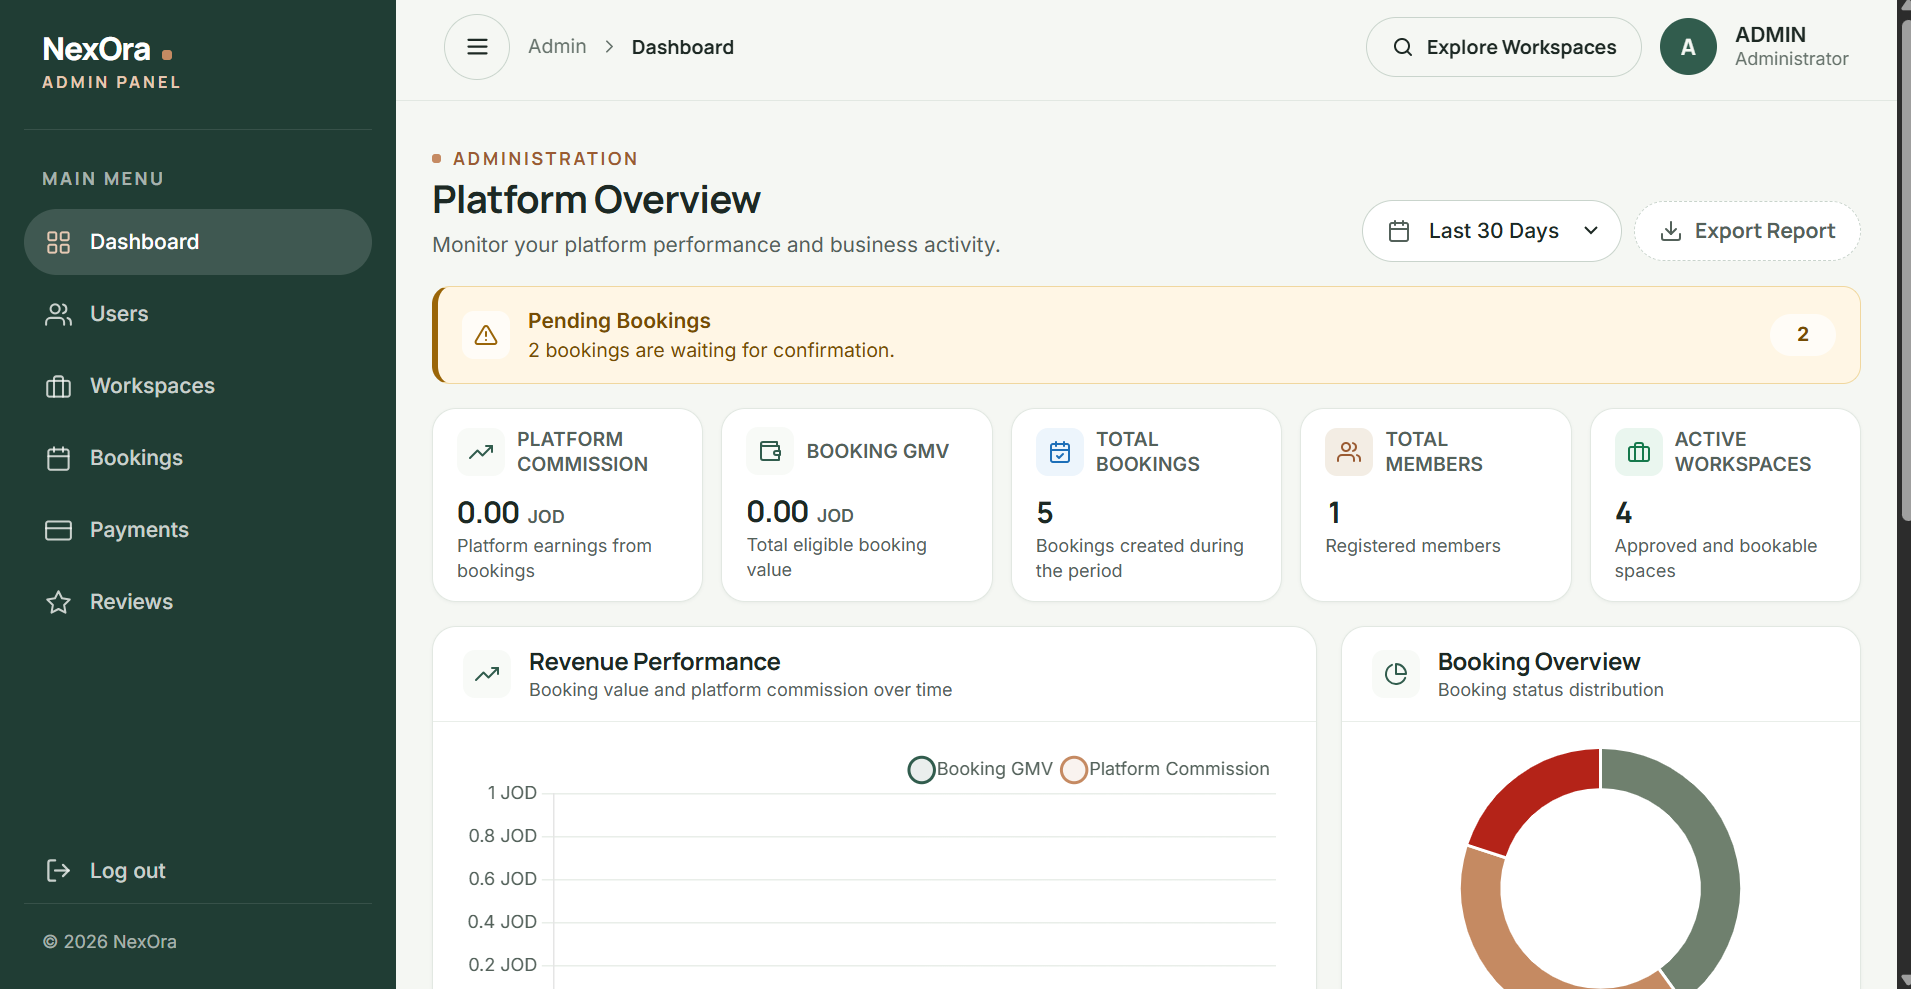 NexOra
ADMIN PANEL
MAIN MENU
Dashboard
Users
Workspaces
Bookings
Payments
Reviews
Log out
© 2026 NexOra
Admin > Dashboard
Explore Workspaces
A
ADMIN
Administrator
ADMINISTRATION
Platform Overview
Monitor your platform performance and business activity.
Last 30 Days
Export Report
Pending Bookings
2 bookings are waiting for confirmation.
2
PLATFORM
COMMISSION
0.00 JOD
Platform earnings from
bookings
BOOKING GMV
0.00 JOD
Total eligible booking
value
TOTAL
BOOKINGS
5
Bookings created during
the period
TOTAL
MEMBERS
1
Registered members
ACTIVE
WORKSPACES
4
Approved and bookable
spaces
Revenue Performance
Booking value and platform commission over time
Booking GMV
Platform Commission
1 JOD
0.8 JOD
0.6 JOD
0.4 JOD
0.2 JOD
Booking Overview
Booking status distribution